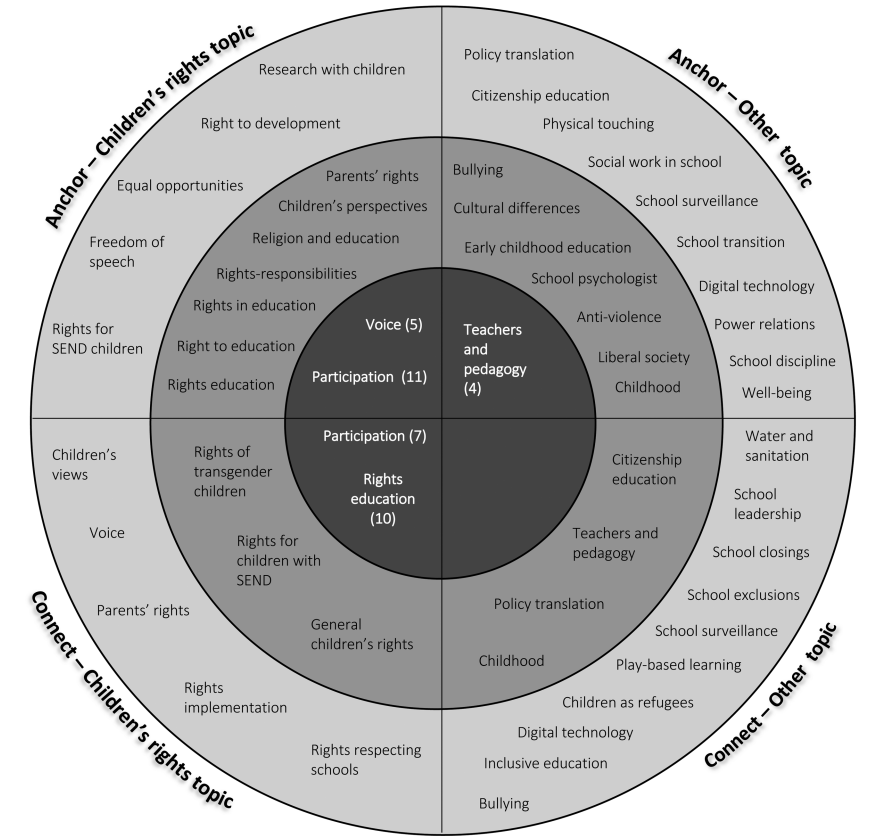 Anchor – Children's rights topic
Research with children
Right to development
Equal opportunities
Freedom of
speech
Rights for
SEND children
Parents' rights
Children's perspectives
Religion and education
Rights-responsibilities
Rights in education
Right to education
Rights education
Voice (5)
Participation (11)
Anchor – Other topic
Policy translation
Citizenship education
Physical touching
Social work in school
School surveillance
School transition
Digital technology
Power relations
School discipline
Well-being
Bullying
Cultural differences
Early childhood education
School psychologist
Anti-violence
Liberal society
Childhood
Teachers
and
pedagogy
(4)
Connect – Children's rights topic
Children's
views
Voice
Parents' rights
Rights
implementation
Rights respecting
schools
Rights of
transgender
children
Rights for
children with
SEND
General
children's rights
Participation (7)
Rights
education
(10)
Connect – Other topic
Water and
sanitation
School
leadership
School closings
School exclusions
School surveillance
Play-based learning
Children as refugees
Digital technology
Inclusive education
Bullying
Citizenship
education
Teachers and
pedagogy
Policy translation
Childhood